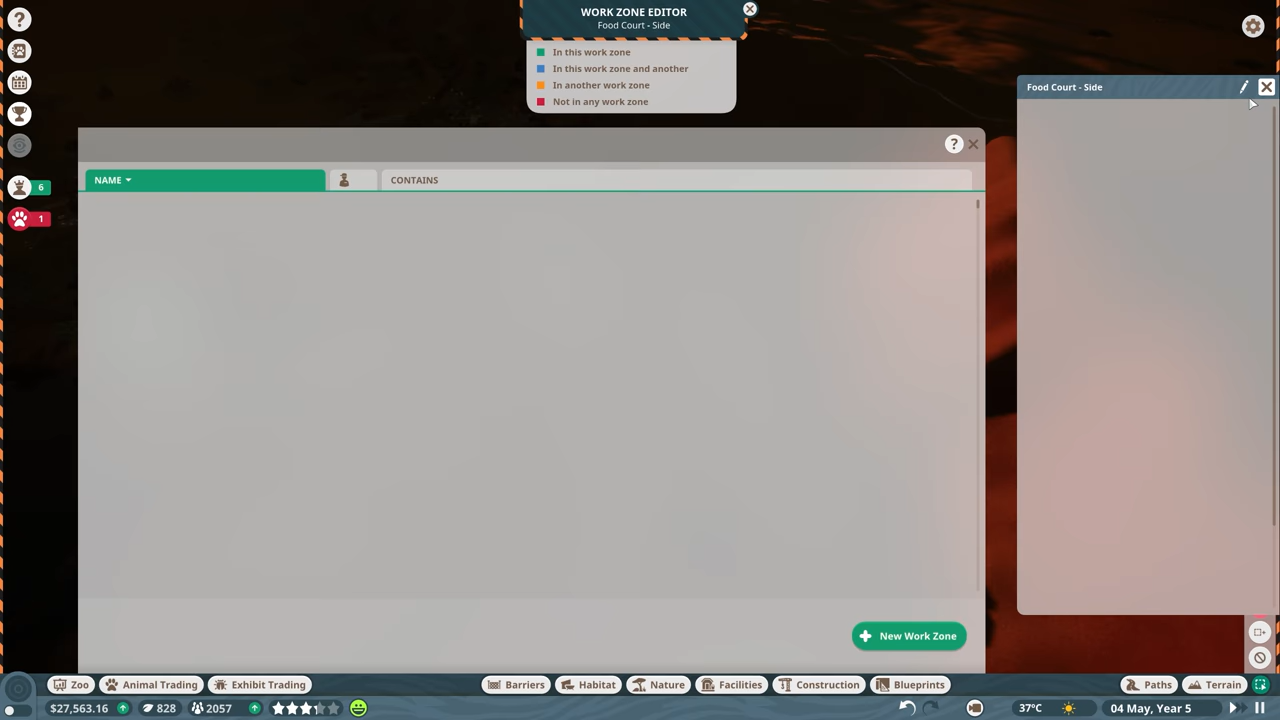 WORK ZONE EDITOR
Food Court - Side
In this work zone
In this work zone and another
In another work zone
Not in any work zone
Food Court - Side
?
?
NAME
CONTAINS
6
1
New Work Zone
Zoo
Animal Trading
Exhibit Trading
Barriers
Habitat
Nature
Facilities
Construction
Blueprints
Paths
Terrain
$27,563.16
828
2057
37°C
04 May, Year 5